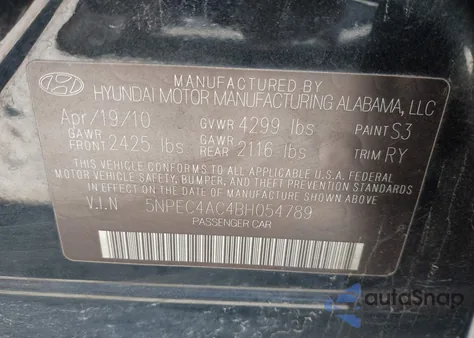 MANUFACTURED BY
HYUNDAI MOTOR MANUFACTURING ALABAMA, LLC
Apr/19/10 GVWR 4299 lbs PAINT S3
GAWR FRONT 2425 lbs GAWR REAR 2116 lbs TRIM RY
THIS VEHICLE CONFORMS TO ALL APPLICABLE U.S.A. FEDERAL
MOTOR VEHICLE SAFETY, BUMPER, AND THEFT PREVENTION STANDARDS
IN EFFECT ON THE DATE OF MANUFACTURE SHOWN ABOVE.
V.I.N 5NPEC4AC4BH054789
PASSENGER CAR
autoSnap